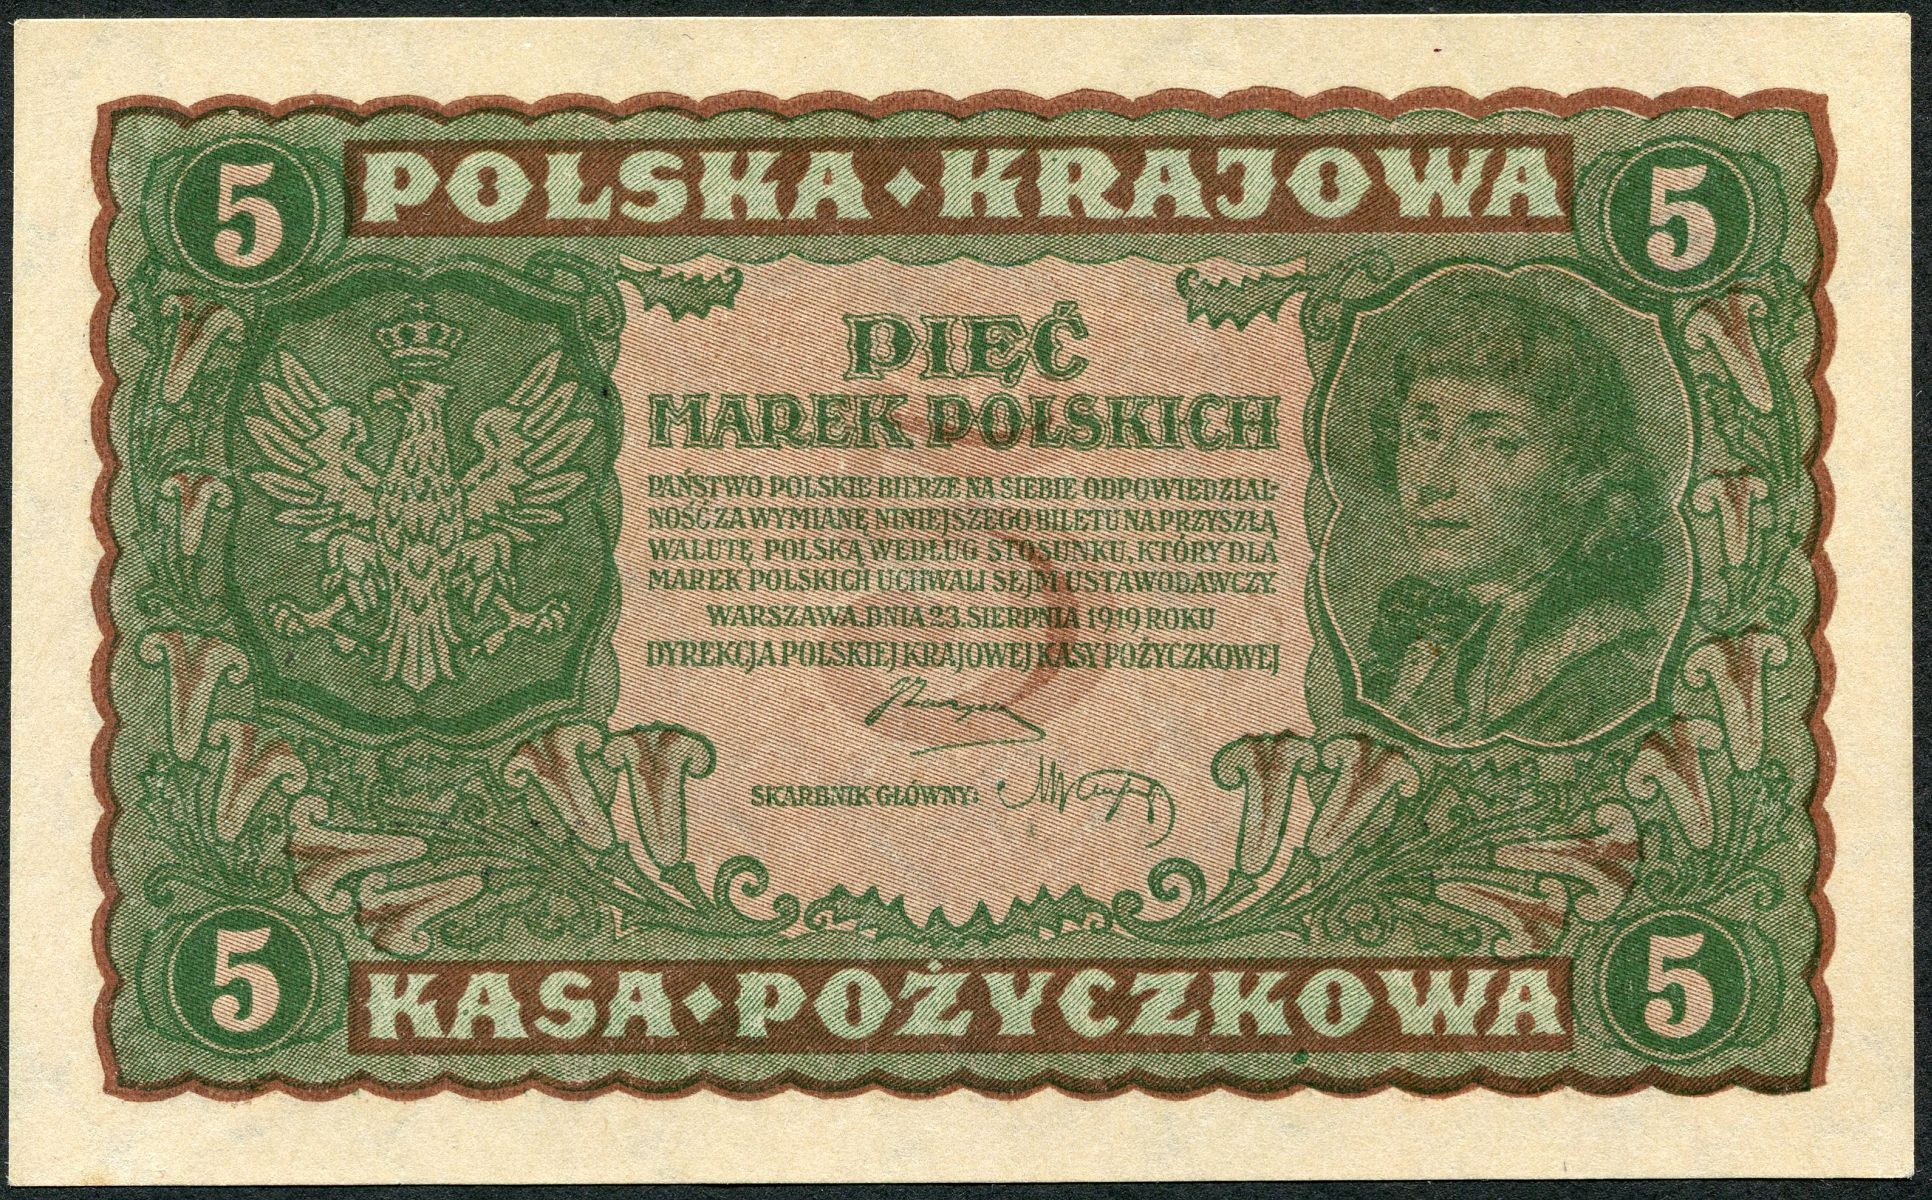 5 POLSKA·KRAJOWA 5
PIĘĆ
MAREK POLSKICH
PAŃSTWO POLSKIE BIERZE NA SIEBIE ODPOWIEDZIAL-
NOŚĆ ZA WYMIANĘ NINIEJSZEGO BILETU NA PRZYSZŁĄ
WALUTĘ POLSKĄ WEDŁUG STOSUNKU, KTÓRY DLA
MAREK POLSKICH UCHWALI SEJM USTAWODAWCZY.
WARSZAWA.DNIA 23.SIERPNIA 1919 ROKU
DYREKCJA POLSKIEJ KRAJOWEJ KASY POŻYCZKOWEJ
SKARBNIK GŁÓWNY:
5 KASA·POŻYCZKOWA 5